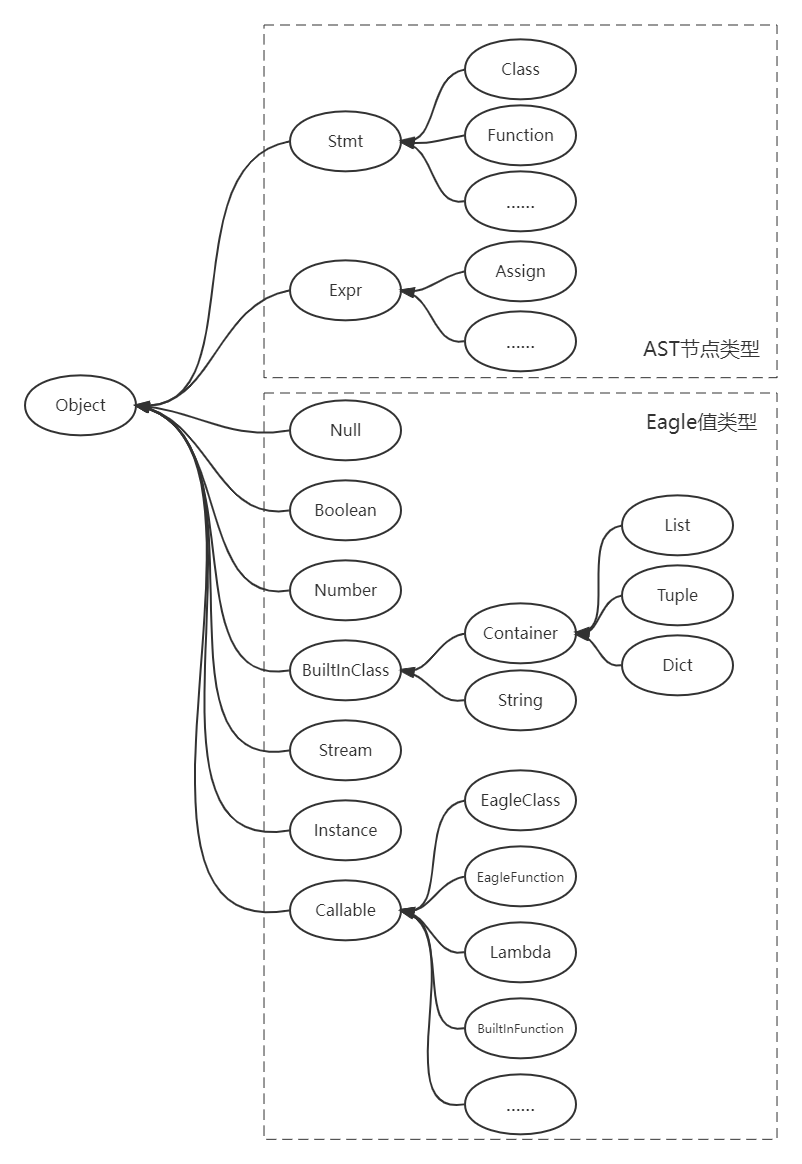 Class
Stmt
Function
......
Assign
Expr
......
AST节点类型
Object
Eagle值类型
Null
Boolean
List
Number
Tuple
Container
BuiltInClass
Dict
String
Stream
EagleClass
Instance
EagleFunction
Callable
Lambda
BuiltInFunction
......